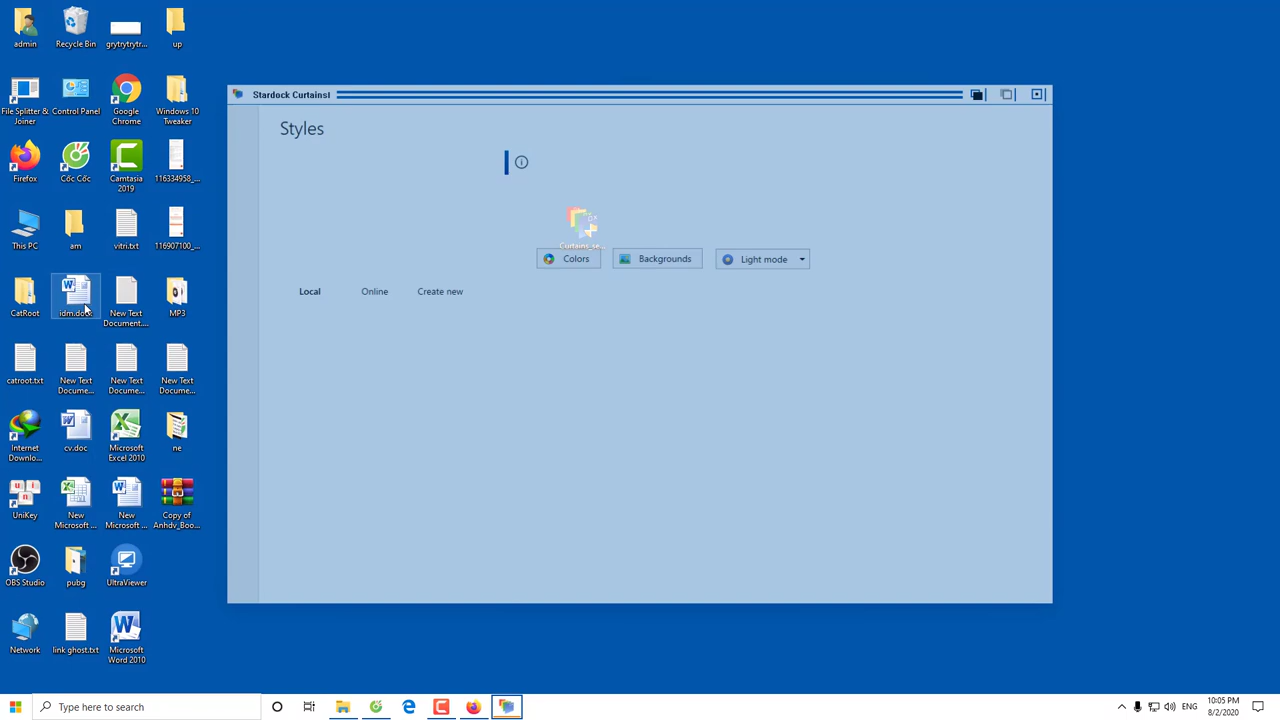 admin
Recycle Bin
grytrytrytr...
up
File Splitter &
Joiner
Control Panel
Google
Chrome
Windows 10
Tweaker
Firefox
Cốc Cốc
Camtasia
2019
116334958_...
This PC
am
vitri.txt
116907100_...
CatRoot
idm.docx
New Text
Document....
MP3
catroot.txt
New Text
Docume...
New Text
Docume...
New Text
Docume...
Internet
Downlo...
cv.doc
Microsoft
Excel 2010
ne
UniKey
New
Microsoft ...
New
Microsoft ...
Copy of
Anhdv_Boo...
OBS Studio
pubg
UltraViewer
Network
link ghost.txt
Microsoft
Word 2010
Stardock Curtains!
Styles
Curtains_se...
Colors
Backgrounds
Light mode
Local
Online
Create new
Type here to search
ENG
10:05 PM
8/2/2020